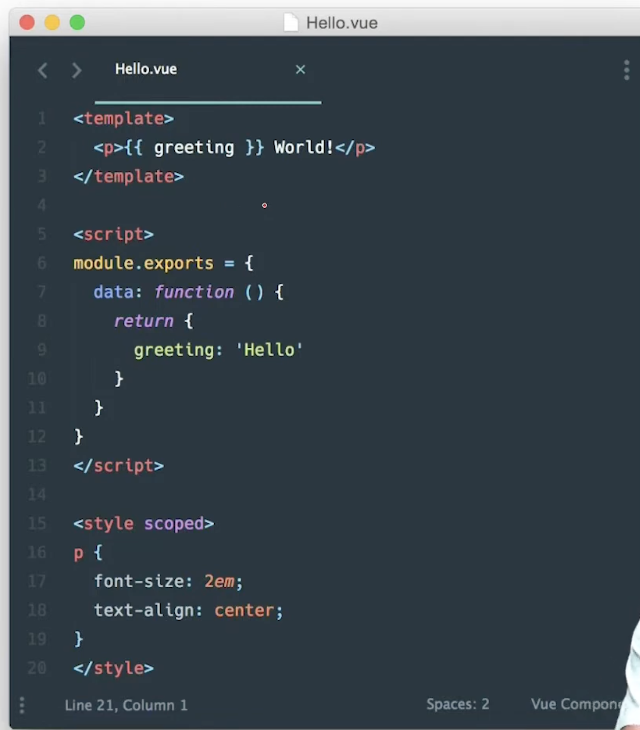 Hello.vue
Hello.vue ×
1 <template>
2   <p>{{ greeting }} World!</p>
3 </template>
4
5 <script>
6 module.exports = {
7   data: function () {
8     return {
9       greeting: 'Hello'
10     }
11   }
12 }
13 </script>
14
15 <style scoped>
16 p {
17   font-size: 2em;
18   text-align: center;
19 }
20 </style>
Line 21, Column 1 Spaces: 2 Vue